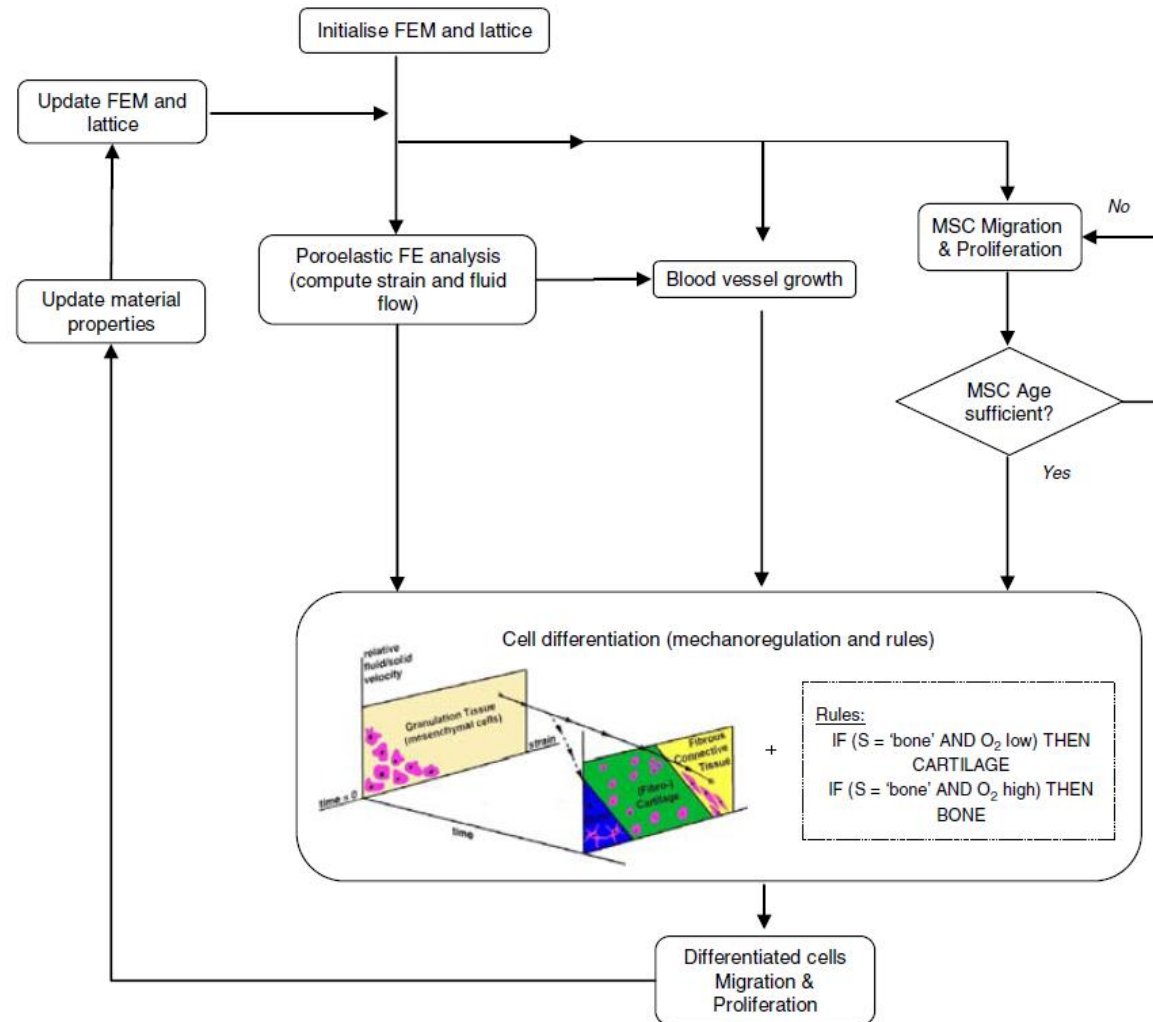 Initialise FEM and lattice
Update FEM and
lattice
No
MSC Migration
& Proliferation
Poroelastic FE analysis
(compute strain and fluid
flow)
Blood vessel growth
Update material
properties
MSC Age
sufficient?
Yes
Cell differentiation (mechanoregulation and rules)
relative
fluid/solid
velocity
Granulation Tissue
(mesenchymal cells)
strain
time = 0
time
Fibrous
Connective
Tissue
(Fibro-)
Cartilage
+
Rules:
IF (S = ‘bone’ AND O₂ low) THEN
CARTILAGE
IF (S = ‘bone’ AND O₂ high) THEN
BONE
Differentiated cells
Migration &
Proliferation